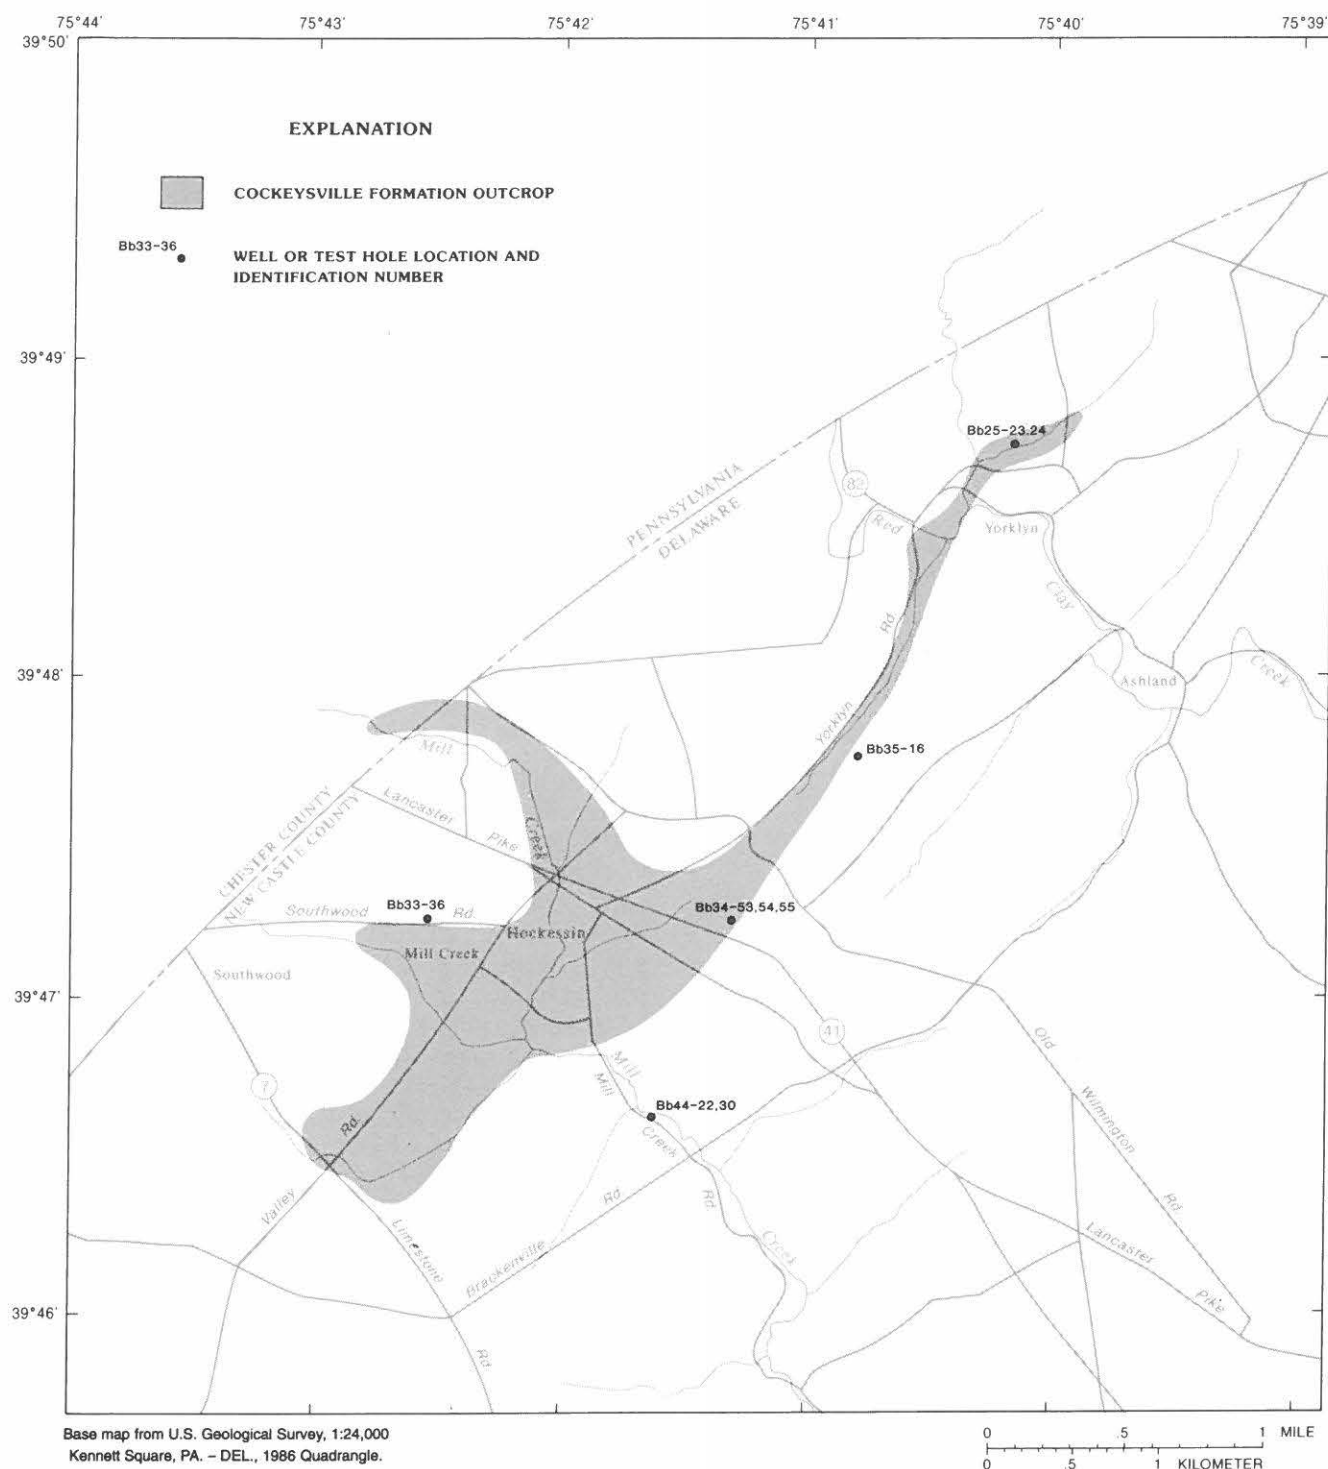 75°44' 75°43' 75°42' 75°41' 75°40' 75°39'
39°50'
EXPLANATION
COCKEYSVILLE FORMATION OUTCROP
Bb33-36
WELL OR TEST HOLE LOCATION AND
IDENTIFICATION NUMBER
39°49'
Bb25-23.24
PENNSYLVANIA
DELAWARE
82
Red
Yorklyn
Clay
Rd.
39°48'
Ashland
Creek
Yorklyn
Mill
Bb35-16
CHESTER COUNTY
NEW CASTLE COUNTY
Lancaster
Pike
Creek
Bb33-36
Bb34-53,54,55
Southwood Rd.
Hockessin
Mill Creek
Southwood
39°47'
41
Old
7
Mill
Mill
Bb44-22,30
Wilmington
Rd.
Creek
Rd.
Rd.
Valley
Rd.
Limestone
Creek
Lancaster
Brackenville
Pike
39°46'
Rd.
Base map from U.S. Geological Survey, 1:24,000
Kennett Square, PA. - DEL., 1986 Quadrangle.
0 .5 1 MILE
0 .5 1 KILOMETER